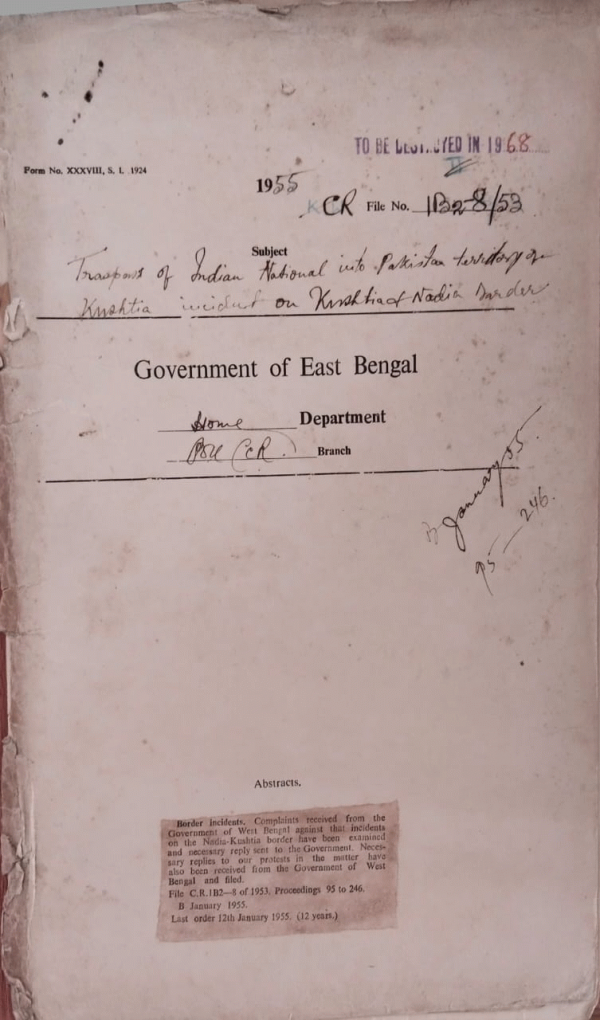 TO BE DESTROYED IN 1968
Form No. XXXVIII, S. I. 1924
1955
CR File No. 1B2-8/53
Subject
Trespass of Indian National into Pakistan territory
Kushtia incident on Kushtia & Nadia Border
Government of East Bengal
Home Department
Poll (CR) Branch
B January 55.
95 — 246.
Abstracts.
Border incidents. Complaints received from the
Government of West Bengal against that incidents
on the Nadia-Kushtia border have been examined
and necessary reply sent to the Government. Neces-
sary replies to our protests in the matter have
also been received from the Government of West
Bengal and filed.
File C.R.1B2—8 of 1953. Proceedings 95 to 246.
B January 1955.
Last order 12th January 1955. (12 years.)